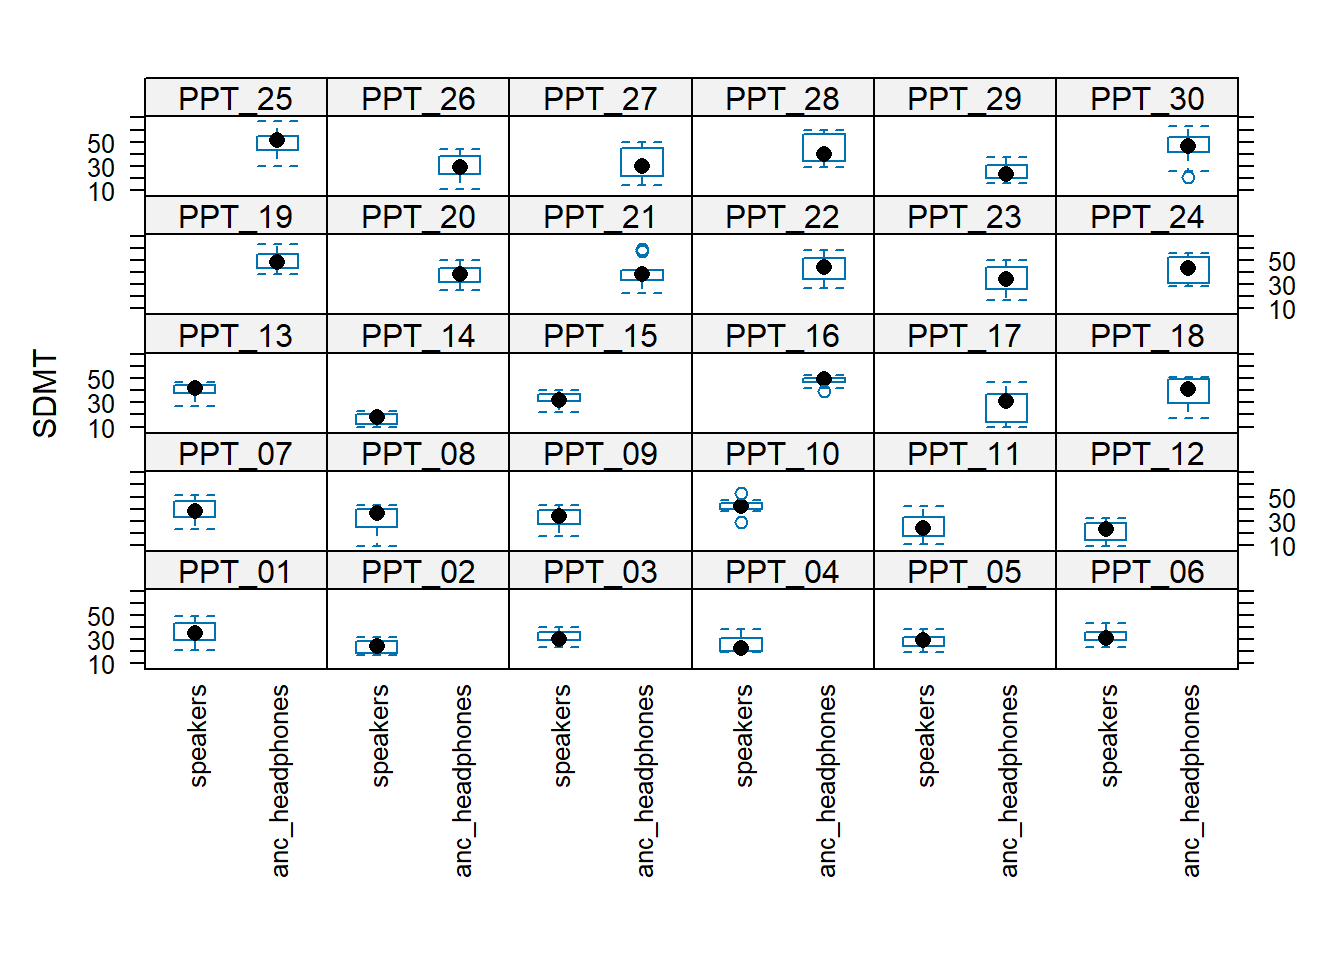 PPT_25 PPT_26 PPT_27 PPT_28 PPT_29 PPT_30
50
30
10
PPT_19 PPT_20 PPT_21 PPT_22 PPT_23 PPT_24
50
30
10
PPT_13 PPT_14 PPT_15 PPT_16 PPT_17 PPT_18
50
30
10
SDMT
PPT_07 PPT_08 PPT_09 PPT_10 PPT_11 PPT_12
50
30
10
PPT_01 PPT_02 PPT_03 PPT_04 PPT_05 PPT_06
50
30
10
speakers
anc_headphones
speakers
anc_headphones
speakers
anc_headphones
speakers
anc_headphones
speakers
anc_headphones
speakers
anc_headphones